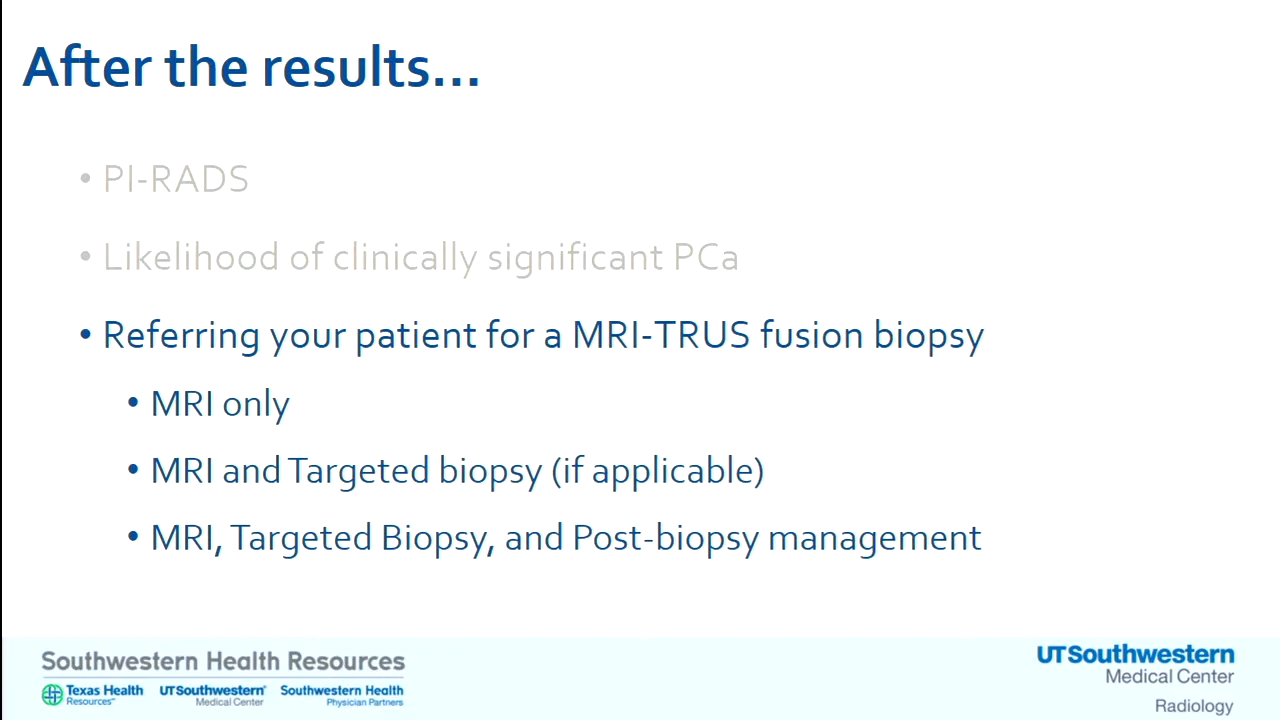 After the results...
• PI-RADS
• Likelihood of clinically significant PCa
• Referring your patient for a MRI-TRUS fusion biopsy
• MRI only
• MRI and Targeted biopsy (if applicable)
• MRI, Targeted Biopsy, and Post-biopsy management
Southwestern Health Resources
Texas Health Resources℠
UTSouthwestern® Medical Center
Southwestern Health Physician Partners
UTSouthwestern
Medical Center
Radiology